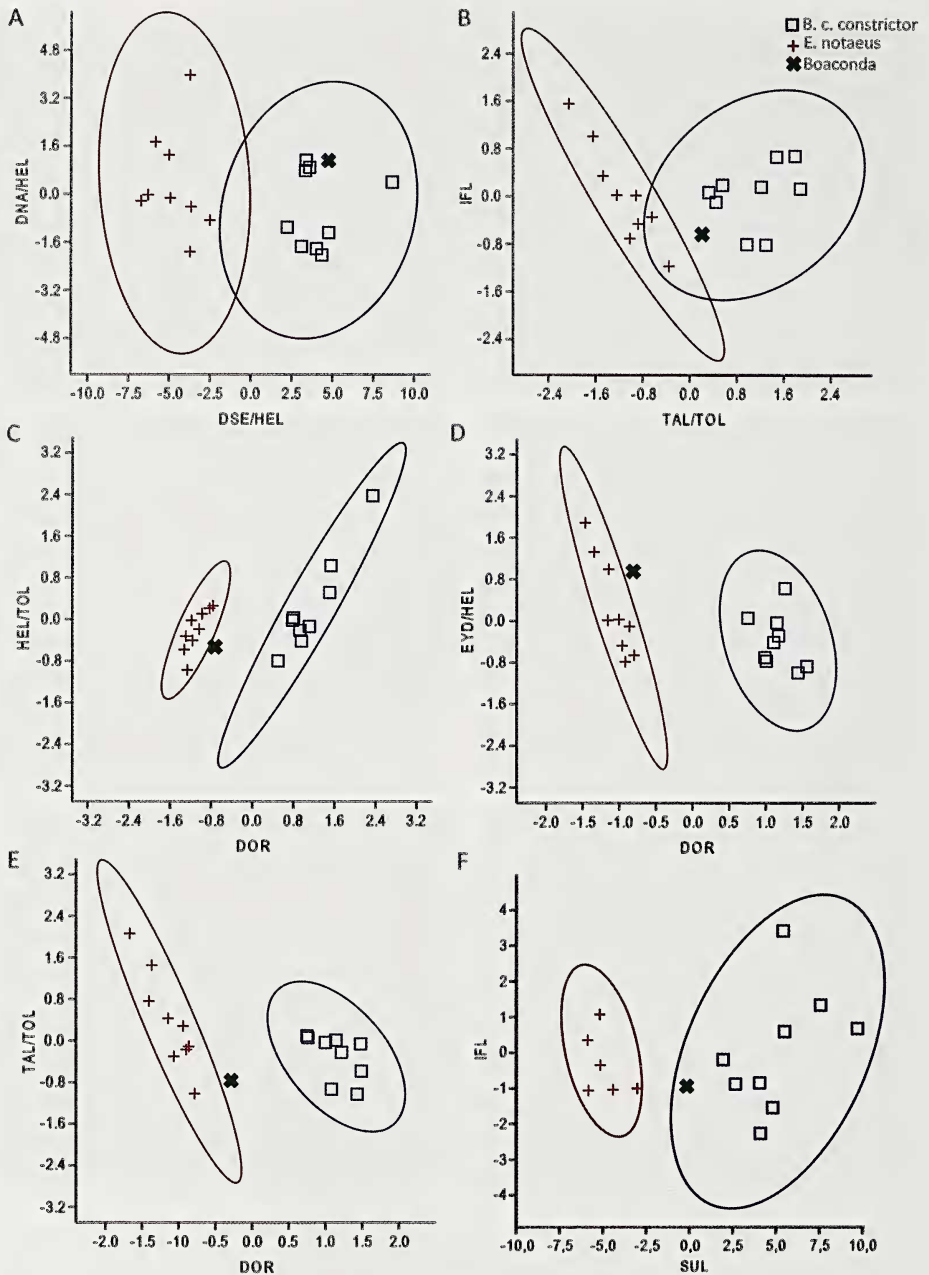 A
DNA/HEL
4.8
3.2
1.6
0.0
-1.6
-3.2
-4.8
-10.0 -7.5 -5.0 -2.5 0.0 2.5 5.0 7.5 10.0
DSE/HEL
B
IFL
2.4
1.6
0.8
0.0
-0.8
-1.6
-2.4
-2.4 -1.6 -0.8 0.0 0.8 1.6 2.4
TAL/TOL
B. c. constrictor
E. notaeus
Boaconda
C
HEL/TOL
3.2
2.4
1.6
0.8
0.0
-0.8
-1.6
-2.4
-3.2
-3.2 -2.4 -1.6 -0.8 0.0 0.8 1.6 2.4 3.2
DOR
D
EYD/HEL
3.2
2.4
1.6
0.8
0.0
-0.8
-1.6
-2.4
-3.2
-2.0 -1.5 -1.0 -0.5 0.0 0.5 1.0 1.5 2.0
DOR
E
TAL/TOL
3.2
2.4
1.6
0.8
0.0
-0.8
-1.6
-2.4
-3.2
-2.0 -1.5 -10 -0.5 0.0 0.5 1.0 1.5 2.0
DOR
F
IFL
4
3
2
1
0
-1
-2
-3
-4
-10,0 -7,5 -5,0 -2,5 0,0 2,5 5,0 7,5 10,0
SUL